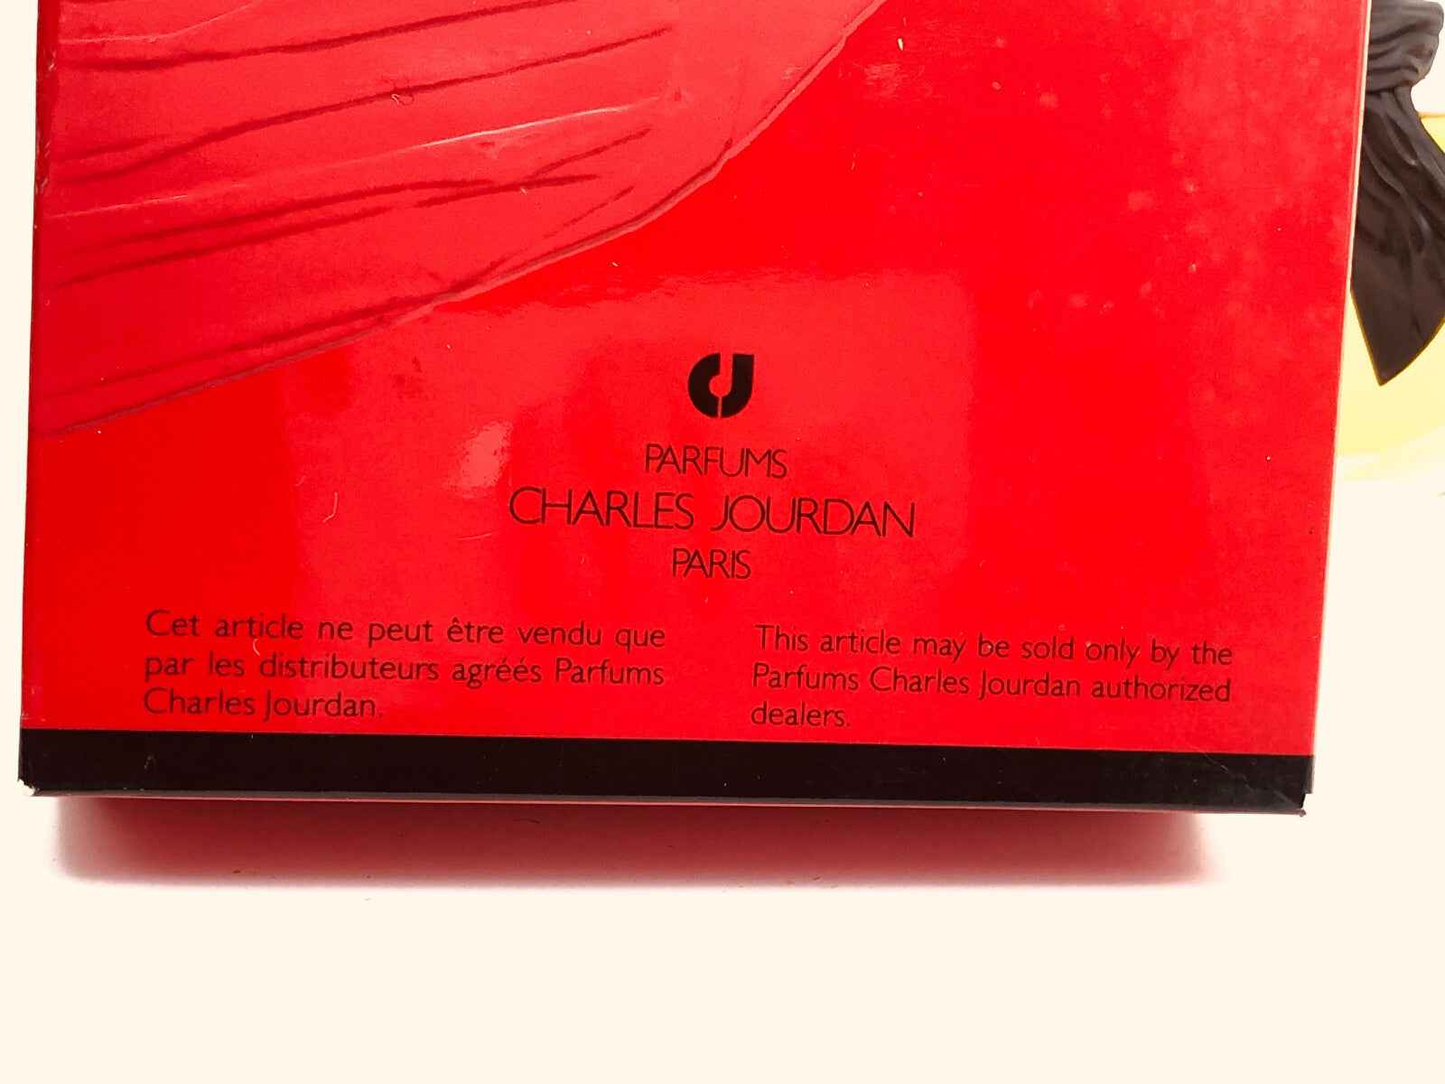 CJ
PARFUMS
CHARLES JOURDAN
PARIS
Cet article ne peut être vendu que
par les distributeurs agréés Parfums
Charles Jourdan.
This article may be sold only by the
Parfums Charles Jourdan authorized
dealers.